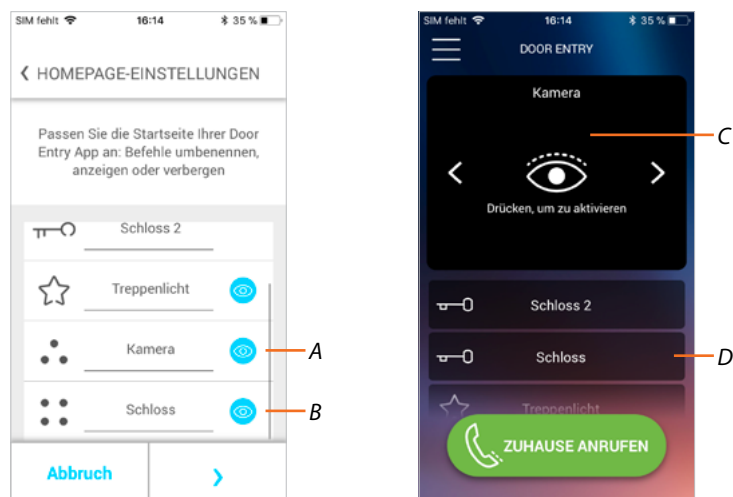 SIM fehlt 16:14 35 %
HOMEPAGE-EINSTELLUNGEN
Passen Sie die Startseite Ihrer Door
Entry App an: Befehle umbenennen,
anzeigen oder verbergen
Schloss 2
Treppenlicht
Kamera
A
Schloss
B
Abbruch
SIM fehlt 16:14 35 %
DOOR ENTRY
Kamera
C
Drücken, um zu aktivieren
Schloss 2
Schloss
D
Treppenlicht
ZUHAUSE ANRUFEN